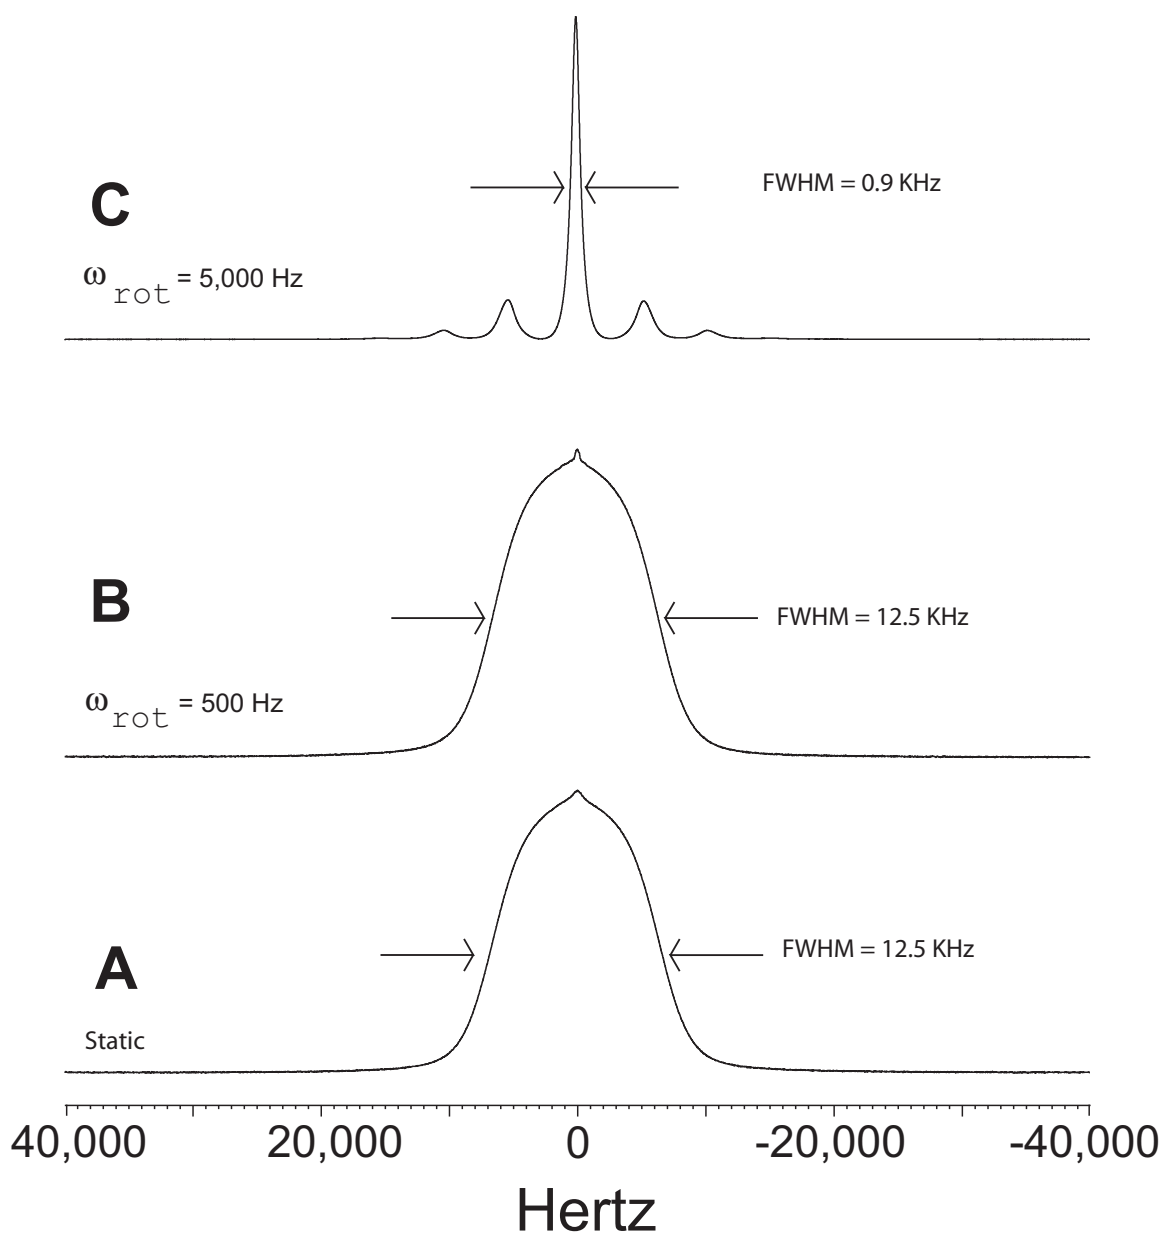 C
FWHM = 0.9 KHz
ω rot = 5,000 Hz
B
FWHM = 12.5 KHz
ω rot = 500 Hz
A
FWHM = 12.5 KHz
Static
40,000 20,000 0 -20,000 -40,000
Hertz